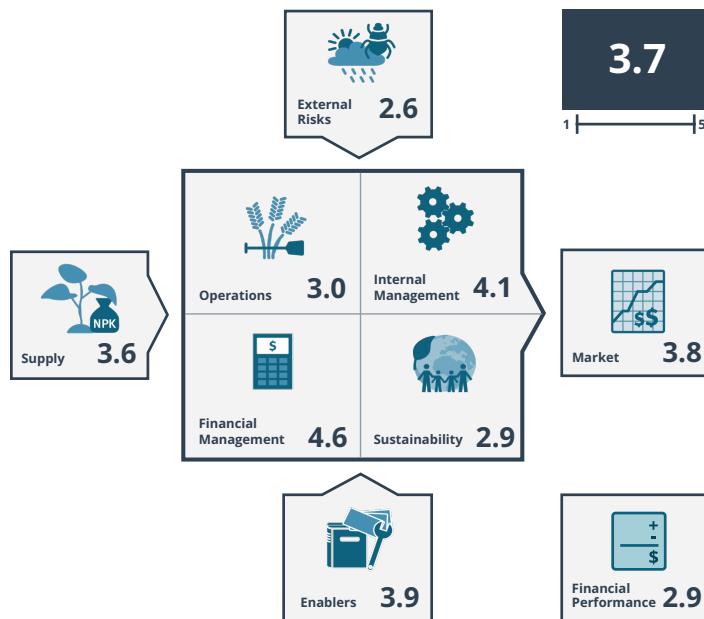 External
Risks 2.6
3.7
1 5
Operations 3.0
Internal
Management 4.1
NPK
Supply 3.6
$$
Market 3.8
$
Financial
Management 4.6
Sustainability 2.9
Enablers 3.9
+
-
$
Financial
Performance 2.9